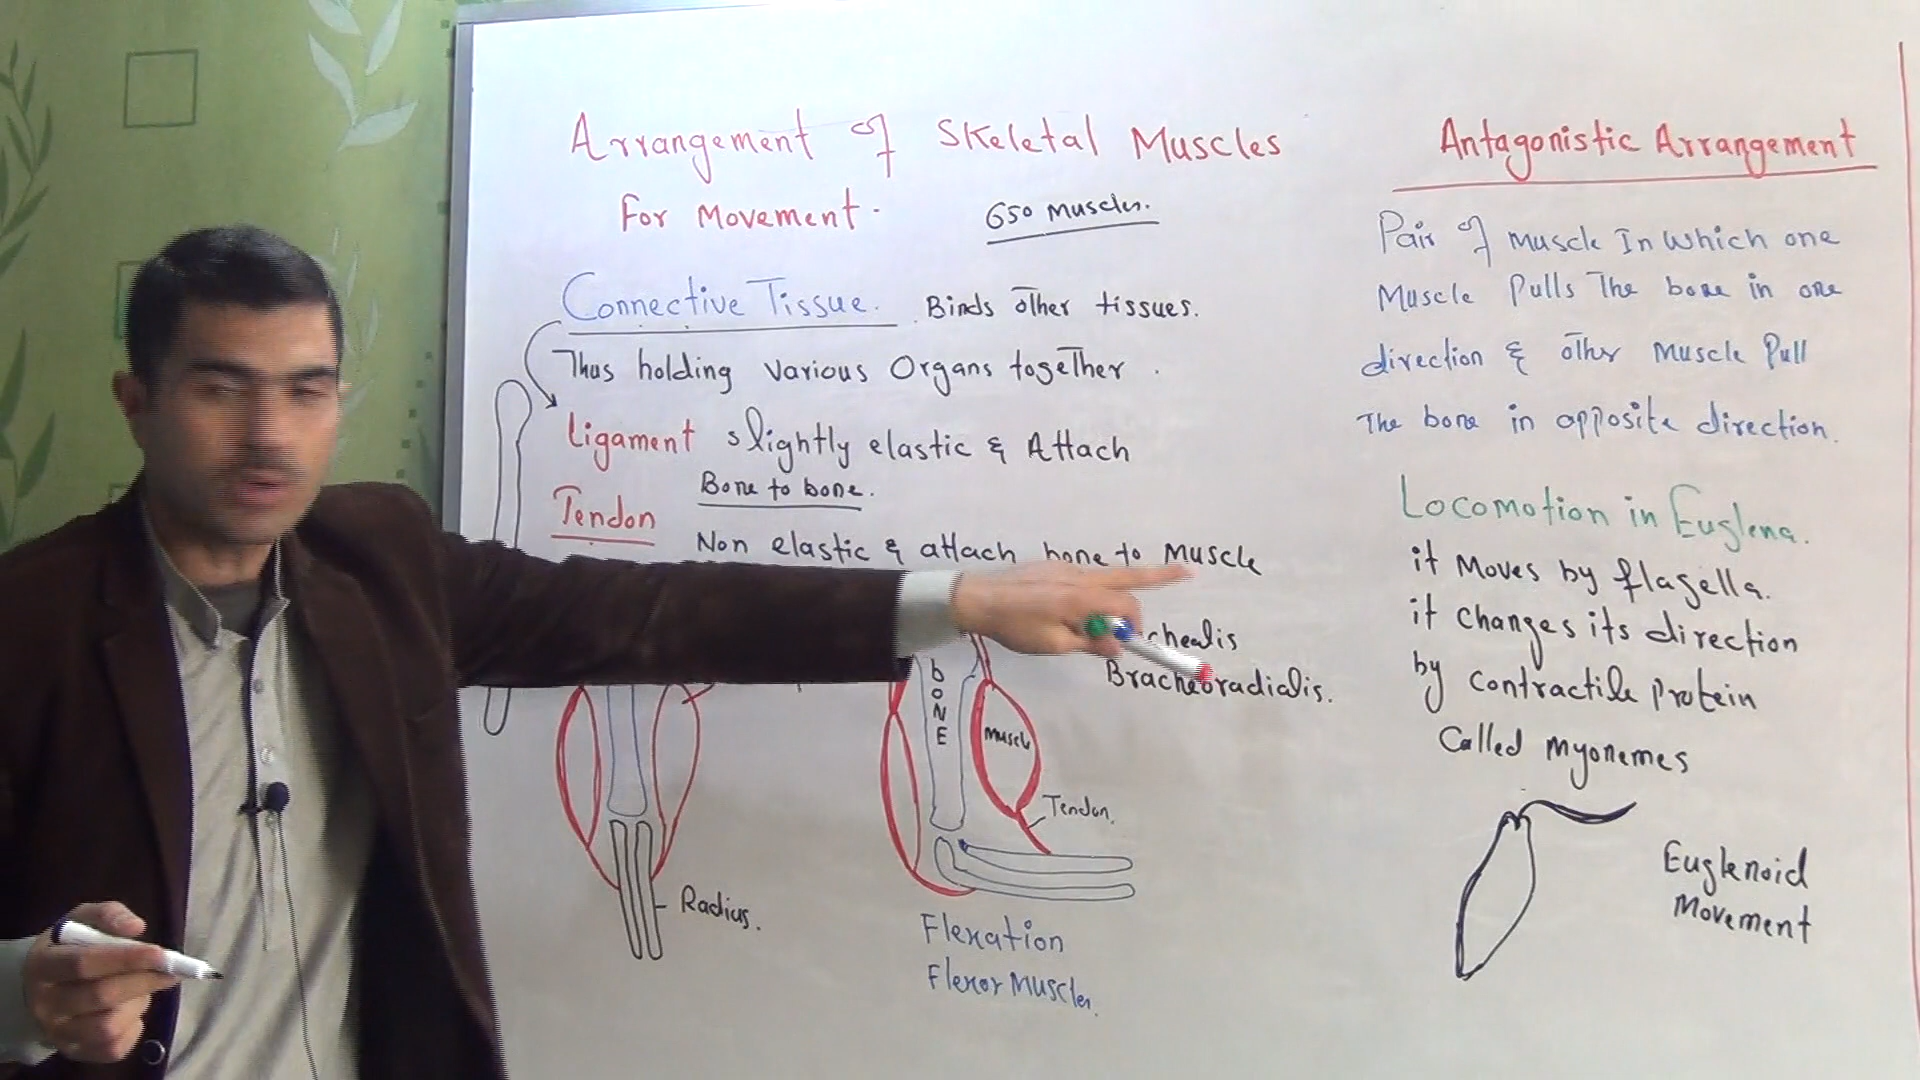 Arrangement of Skeletal Muscles
For Movement.
650 Muscles.
Connective Tissue. Binds other tissues.
Thus holding various Organs together.
Ligament slightly elastic & Attach
Bone to bone.
Tendon
Non elastic & attach bone to Muscle
chealis
Bracheoradialis.
BONE
Muscle
Tendon.
Radius.
Flexation
Flexor Muscles.
Antagonistic Arrangement
Pair of muscle In which one
Muscle Pulls The bone in one
direction & other Muscle Pull
The bone in opposite direction.
Locomotion in Euglena.
it Moves by flagella.
it changes its direction
by contractile protein
Called myonemes
Euglenoid
Movement